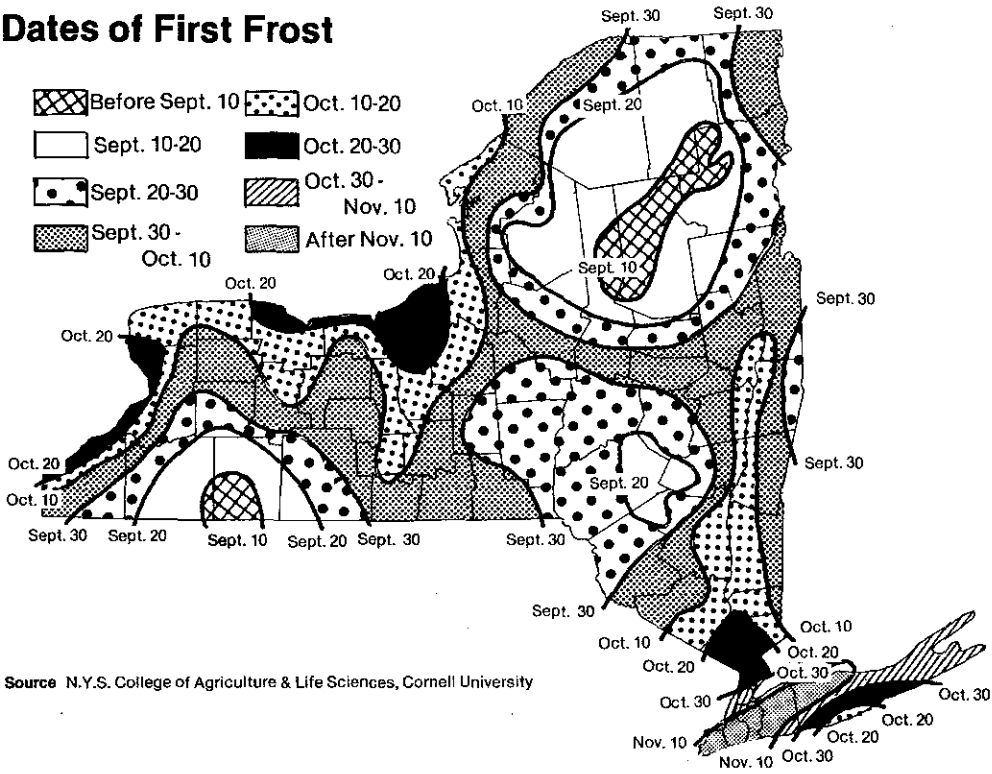 Dates of First Frost
Before Sept. 10
Oct. 10-20
Sept. 10-20
Oct. 20-30
Sept. 20-30
Oct. 30 -
Nov. 10
Sept. 30 -
Oct. 10
After Nov. 10
Sept. 30
Sept. 30
Oct. 10
Sept. 20
Sept. 10
Oct. 20
Oct. 20
Oct. 20
Sept. 30
Oct. 20
Oct. 10
Sept. 30
Sept. 20
Sept. 10
Sept. 20
Sept. 30
Sept. 30
Sept. 20
Sept. 30
Sept. 30
Oct. 10
Oct. 20
Oct. 10
Oct. 20
Oct. 30
Oct. 30
Nov. 10
Nov. 10
Oct. 30
Oct. 20
Oct. 20
Oct. 30
Source N.Y.S. College of Agriculture & Life Sciences, Cornell University